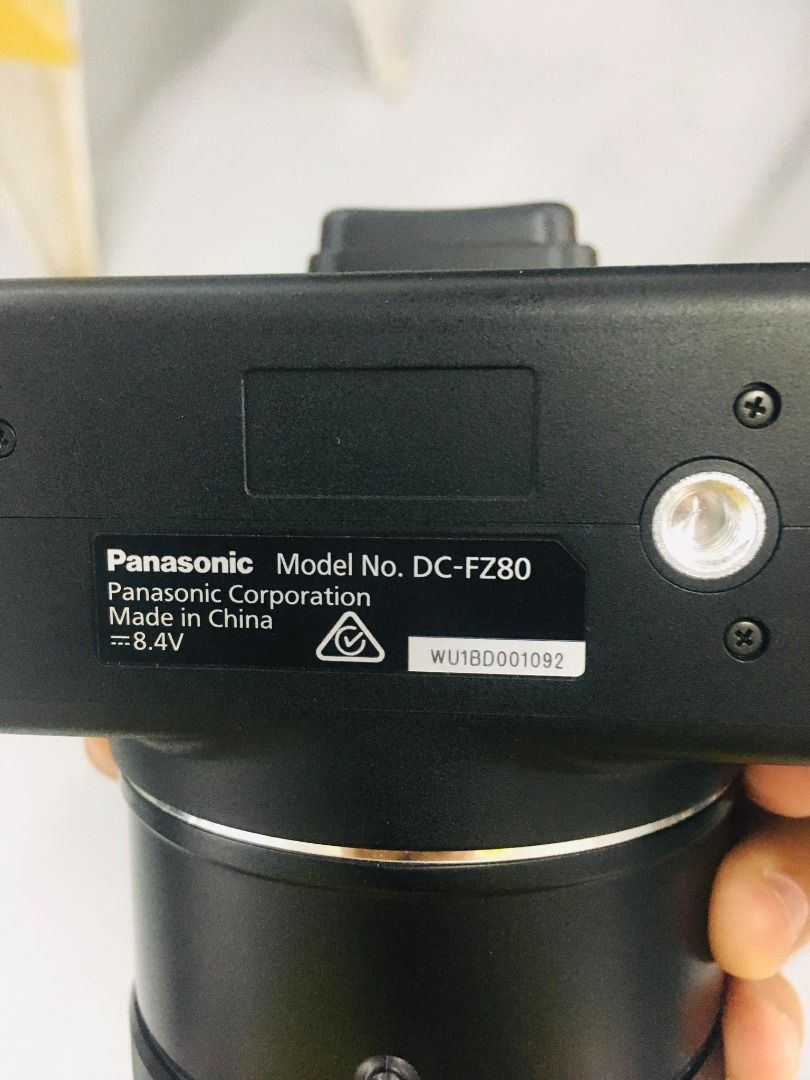 Panasonic Model No. DC-FZ80
Panasonic Corporation
Made in China
⎓8.4V
WU1BD001092